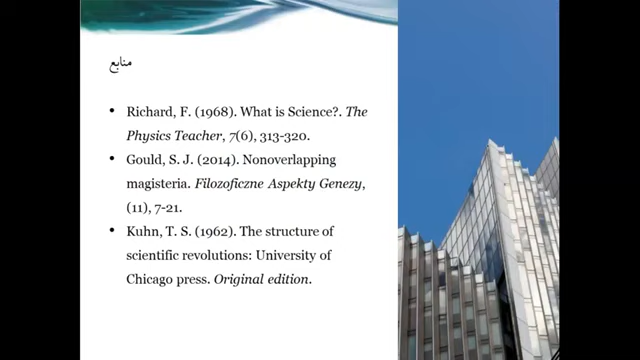 منابع
• Richard, F. (1968). What is Science?. The
Physics Teacher, 7(6), 313-320.
• Gould, S. J. (2014). Nonoverlapping
magisteria. Filozoficzne Aspekty Genezy,
(11), 7-21.
• Kuhn, T. S. (1962). The structure of
scientific revolutions: University of
Chicago press. Original edition.